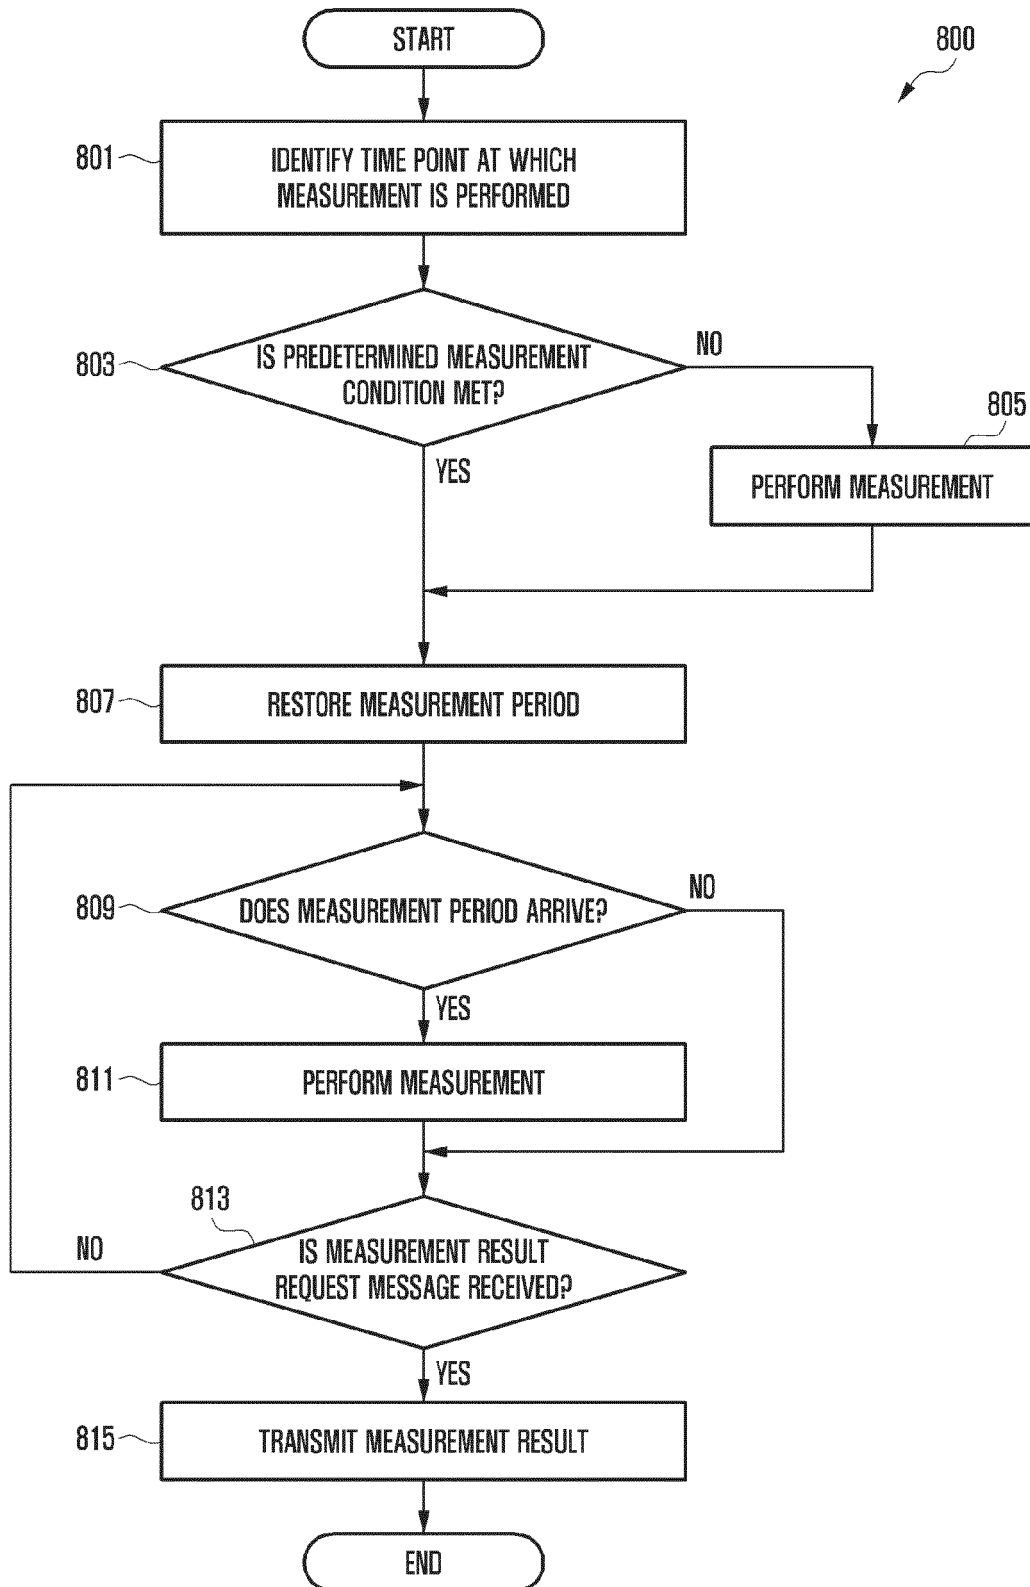 START
800
801
IDENTIFY TIME POINT AT WHICH
MEASUREMENT IS PERFORMED
803
IS PREDETERMINED MEASUREMENT
CONDITION MET?
NO
YES
805
PERFORM MEASUREMENT
807
RESTORE MEASUREMENT PERIOD
809
DOES MEASUREMENT PERIOD ARRIVE?
NO
YES
811
PERFORM MEASUREMENT
813
IS MEASUREMENT RESULT
REQUEST MESSAGE RECEIVED?
NO
YES
815
TRANSMIT MEASUREMENT RESULT
END